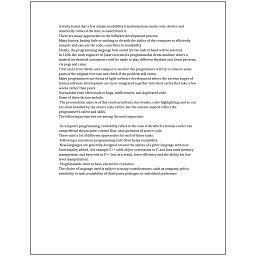 A study found that a few simple readability transformations made code shorter and
drastically reduced the time to understand it.
There are many approaches to the Software development process.
Many factors, having little or nothing to do with the ability of the computer to efficiently
compile and execute the code, contribute to readability.
Ideally, the programming language best suited for the task at hand will be selected.
In 1206, the Arab engineer Al-Jazari invented a programmable drum machine where a
musical mechanical automaton could be made to play different rhythms and drum patterns,
via pegs and cams.
Trial-and-error/divide-and-conquer is needed: the programmer will try to remove some
parts of the original test case and check if the problem still exists.
Many programmers use forms of Agile software development where the various stages of
formal software development are more integrated together into short cycles that take a few
weeks rather than years.
Unreadable code often leads to bugs, inefficiencies, and duplicated code.
Some of these factors include:
The presentation aspects of this (such as indents, line breaks, color highlighting, and so on)
are often handled by the source code editor, but the content aspects reflect the
programmer's talent and skills.
The following properties are among the most important:

In computer programming, readability refers to the ease with which a human reader can
comprehend the purpose, control flow, and operation of source code.
There exist a lot of different approaches for each of those tasks.
Following a consistent programming style often helps readability.
New languages are generally designed around the syntax of a prior language with new
functionality added, (for example C++ adds object-orientation to C, and Java adds memory
management and bytecode to C++, but as a result, loses efficiency and the ability for low-
level manipulation).
Programmable devices have existed for centuries.
The choice of language used is subject to many considerations, such as company policy,
suitability to task, availability of third-party packages, or individual preference.